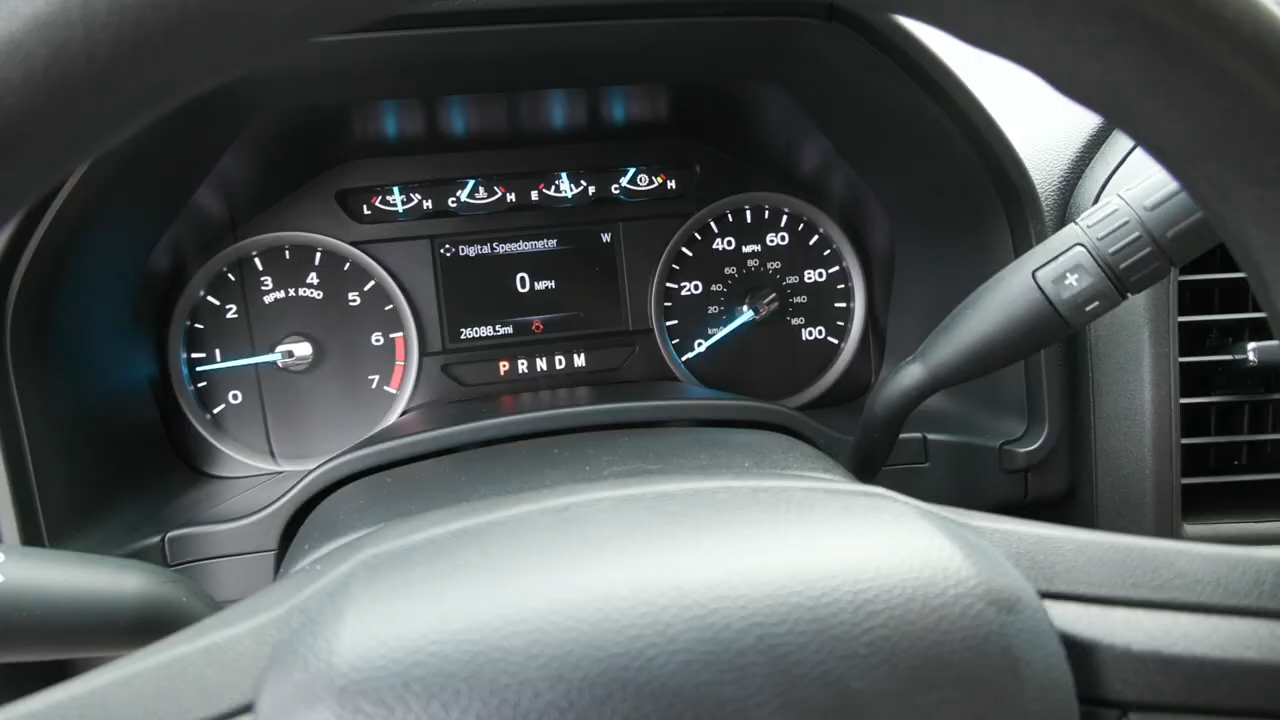 L H C H E F C H
Digital Speedometer W
0 MPH
26088.5mi
P R N D M
0 1 2 3 4 5 6 7
RPM X 1000
0 20 40 60 80 100
MPH
20 40 60 80 100 120 140 160
km/h
+
-